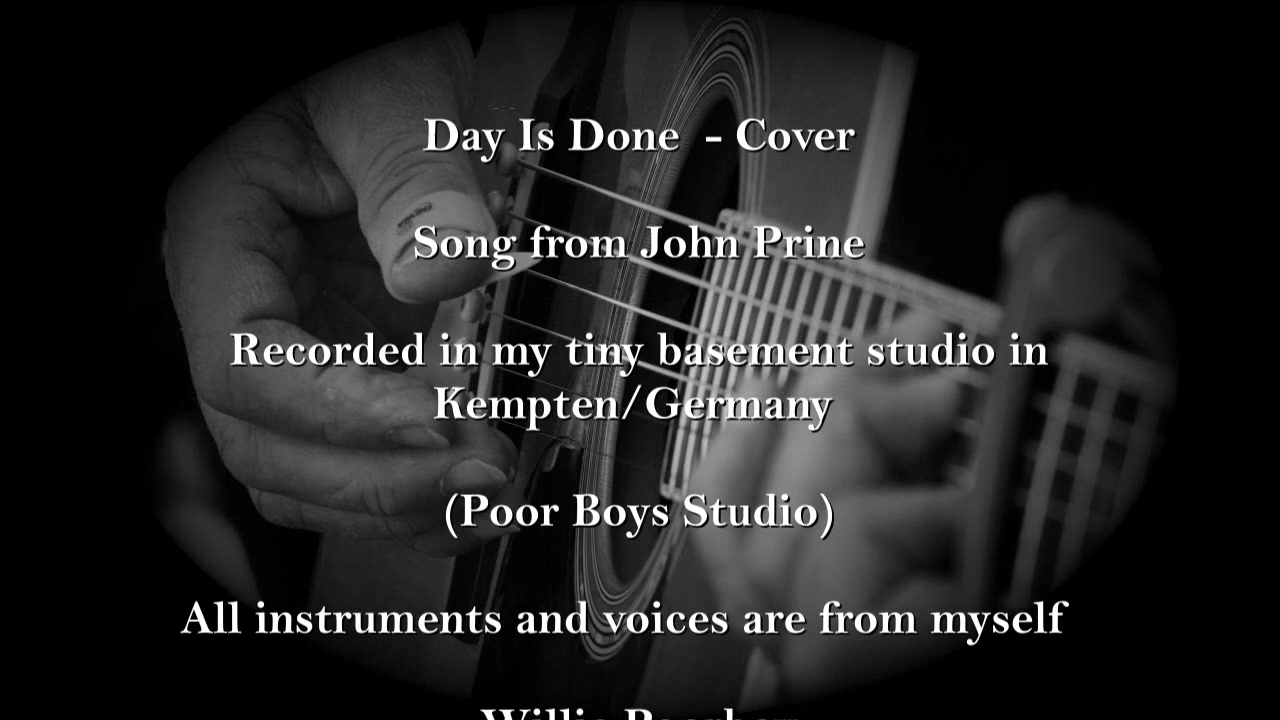 Day Is Done - Cover
Song from John Prine
Recorded in my tiny basement studio in
Kempten/Germany
(Poor Boys Studio)
All instruments and voices are from myself
Willie